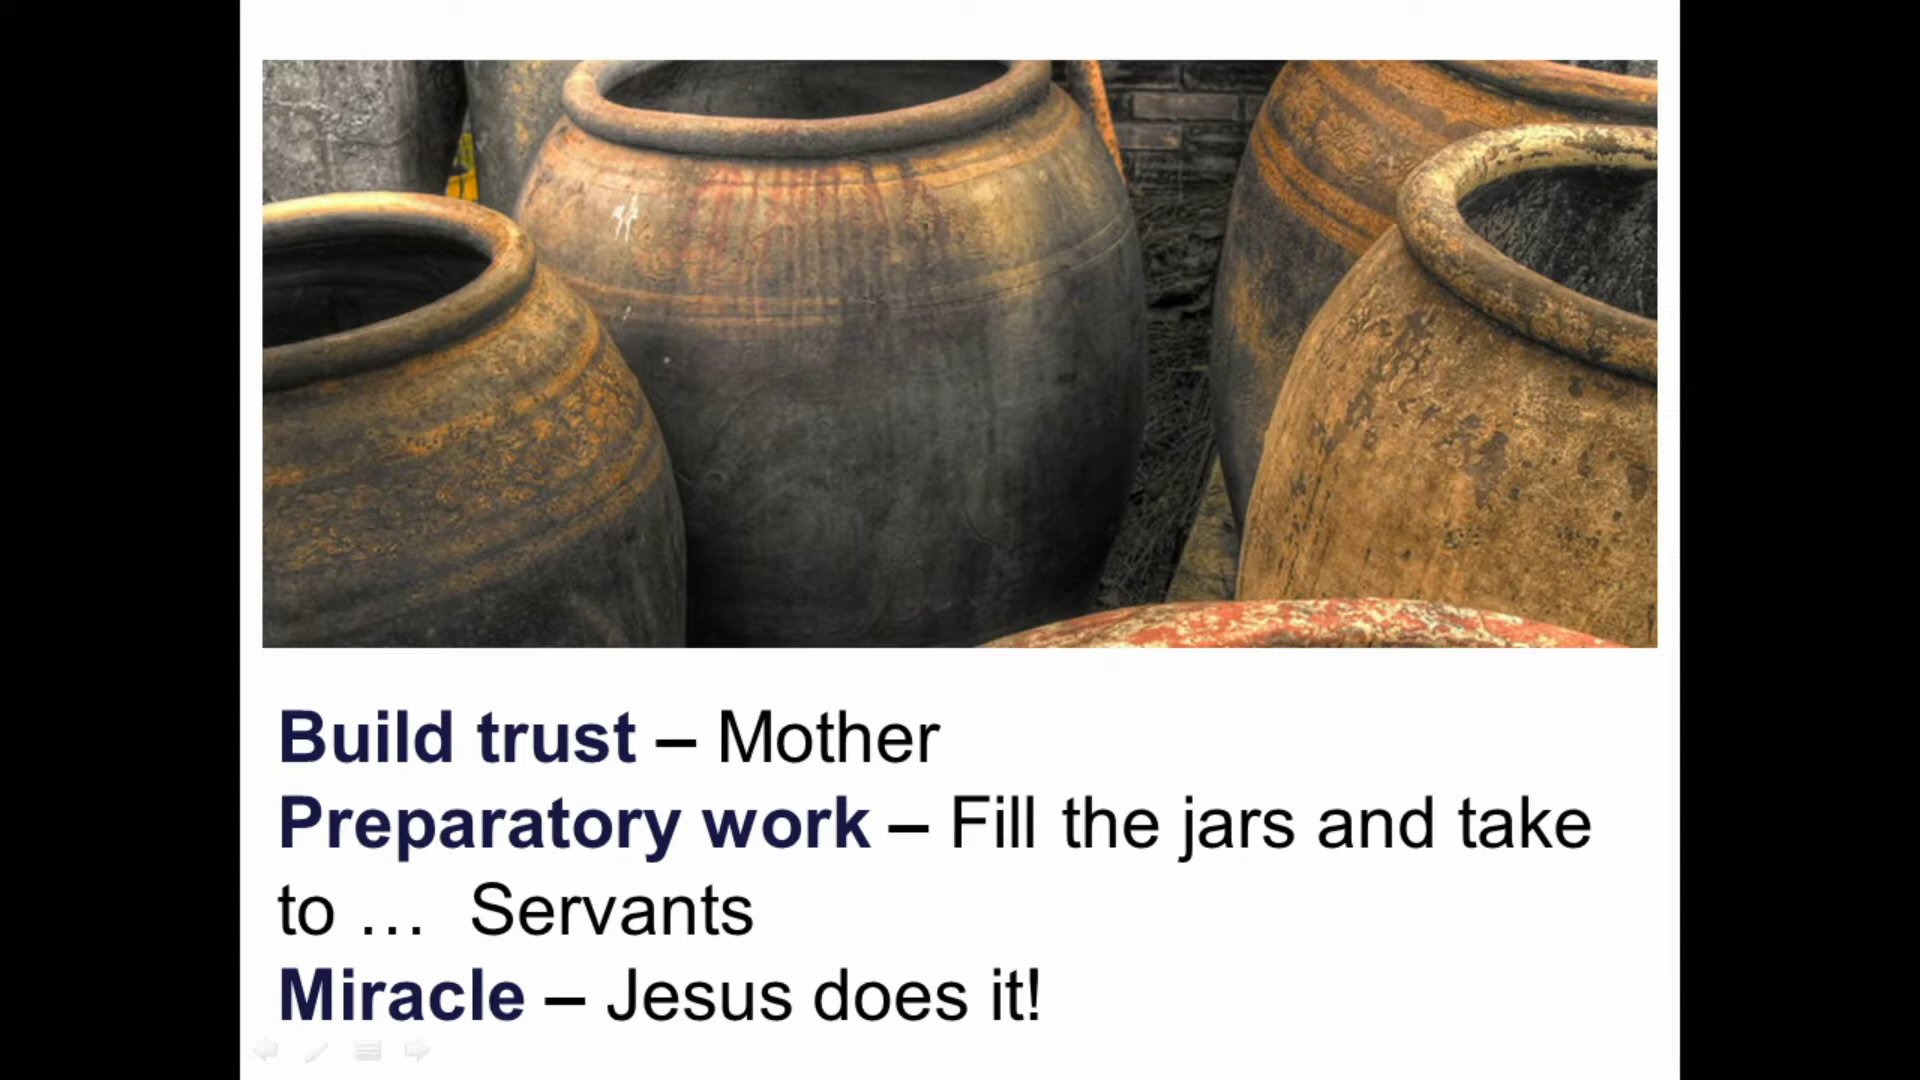 Build trust – Mother
Preparatory work – Fill the jars and take
to … Servants
Miracle – Jesus does it!